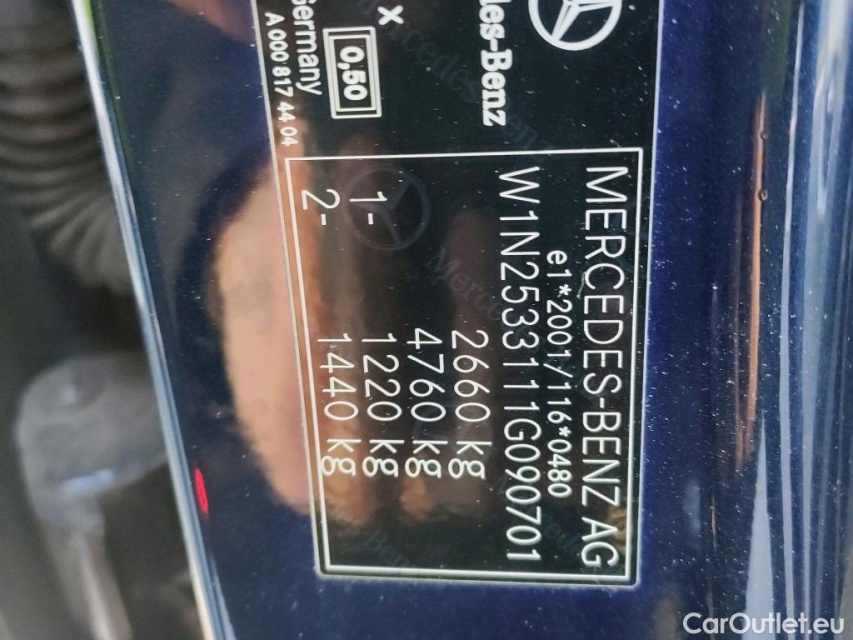 des-Benz
x
0,50
Germany
A 000 817 44 04
MERCEDES-BENZ AG
e1*2001/116*0480
W1N2533111G090701
2660 kg
4760 kg
1- 1220 kg
2- 1440 kg
CarOutlet.eu